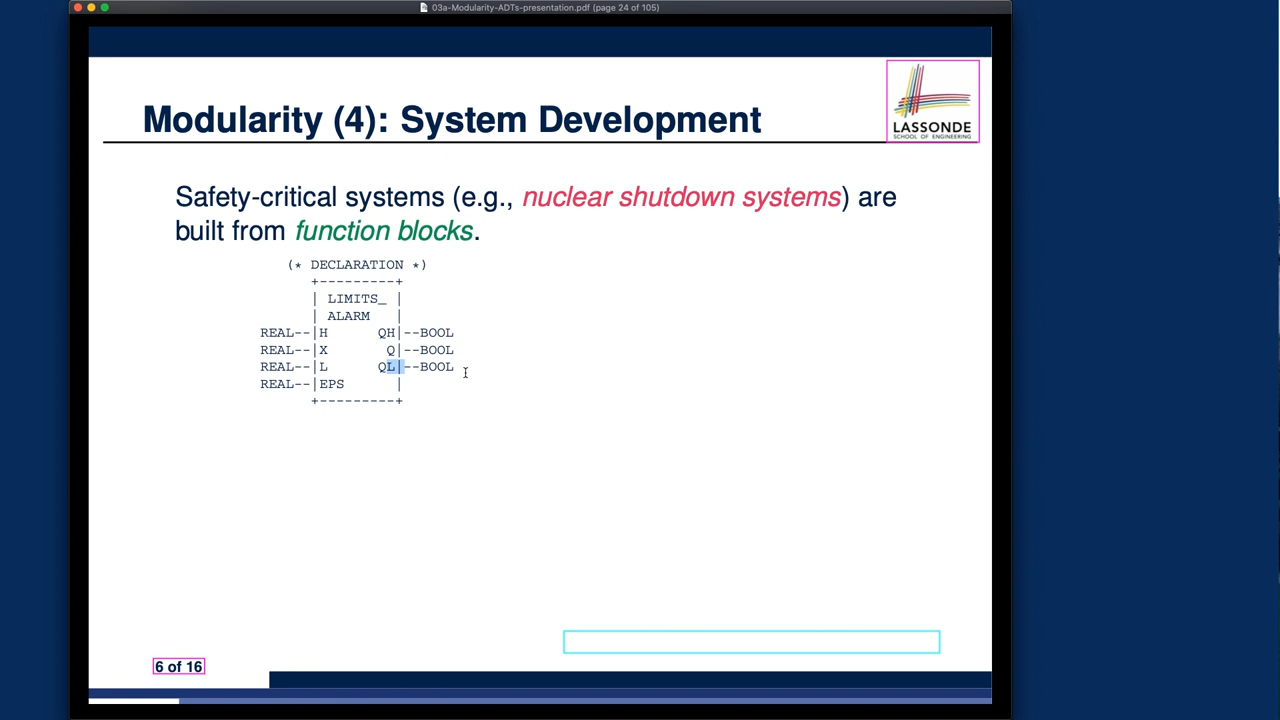 03a-Modularity-ADTs-presentation.pdf (page 24 of 105)
LASSONDE
SCHOOL OF ENGINEERING
Modularity (4): System Development
Safety-critical systems (e.g., nuclear shutdown systems) are
built from function blocks.
(* DECLARATION *)
+---------+
| LIMITS_ |
| ALARM   |
REAL--|H      QH|--BOOL
REAL--|X       Q|--BOOL
REAL--|L      QL|--BOOL
REAL--|EPS      |
+---------+
6 of 16